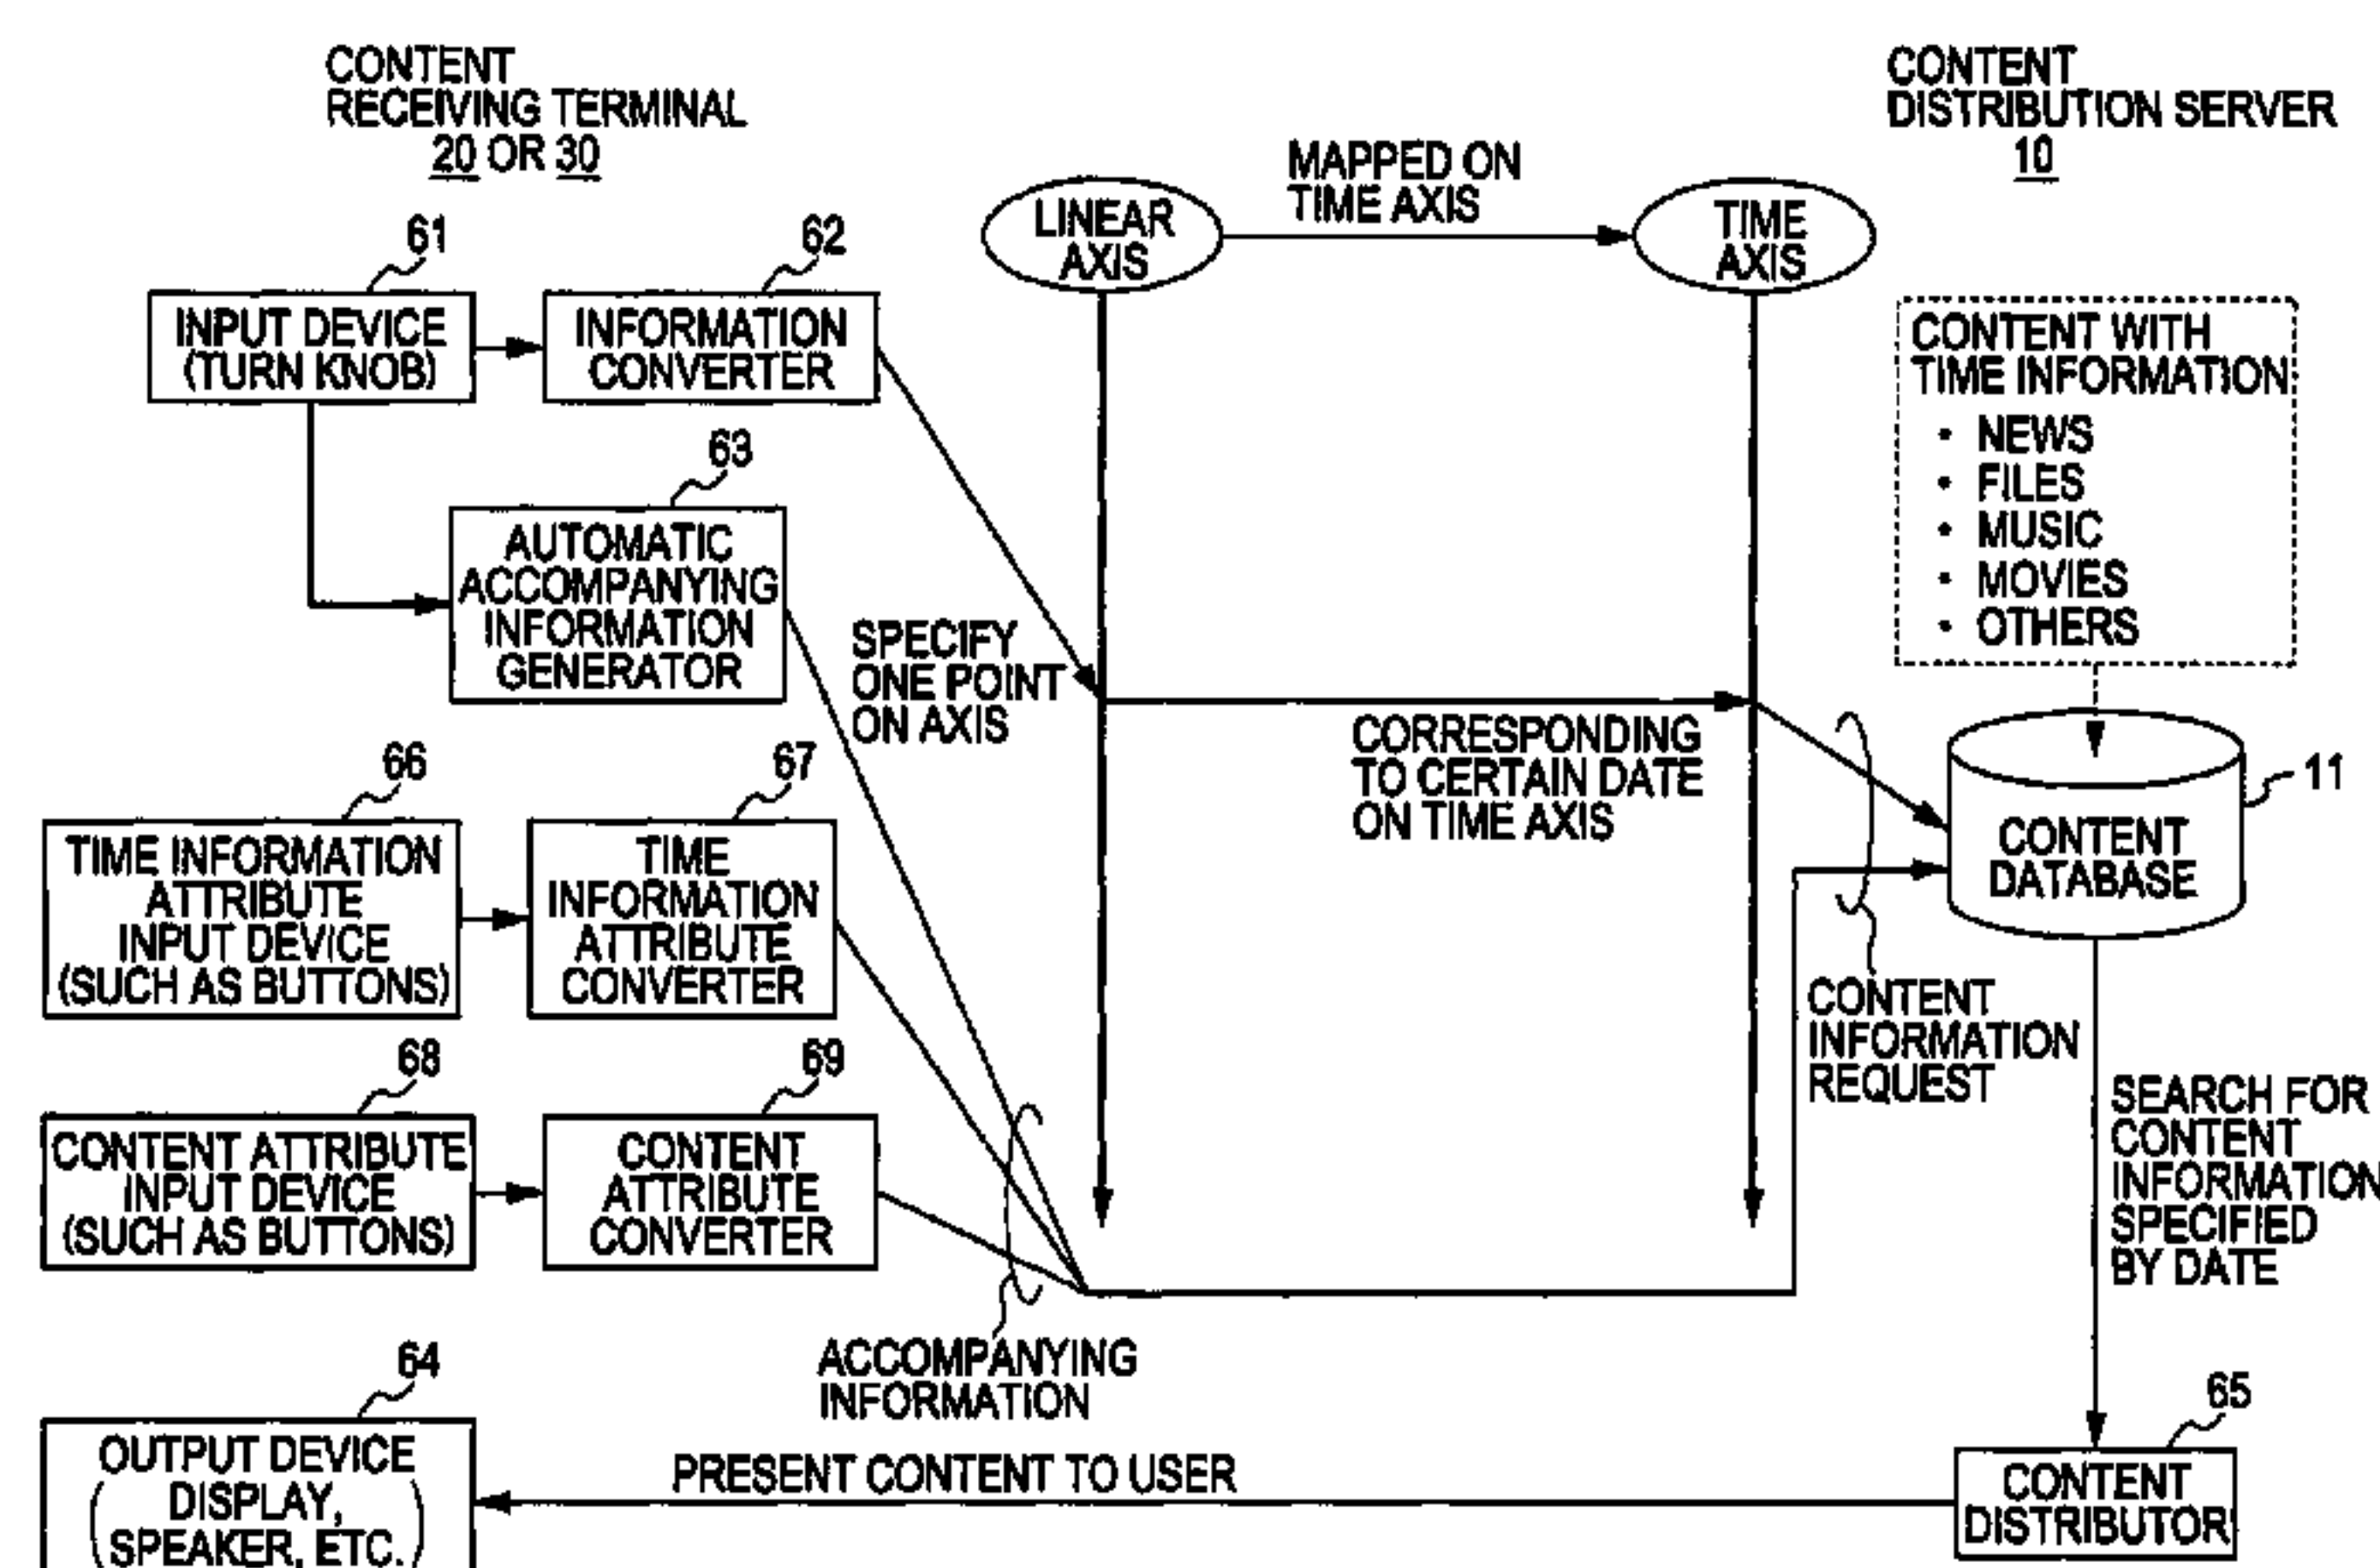 CONTENT
RECEIVING TERMINAL
20 OR 30
CONTENT
DISTRIBUTION SERVER
10
MAPPED ON
TIME AXIS
LINEAR
AXIS
TIME
AXIS
61
INPUT DEVICE
(TURN KNOB)
62
INFORMATION
CONVERTER
CONTENT WITH
TIME INFORMATION
• NEWS
• FILES
• MUSIC
• MOVIES
• OTHERS
63
AUTOMATIC
ACCOMPANYING
INFORMATION
GENERATOR
SPECIFY
ONE POINT
ON AXIS
CORRESPONDING
TO CERTAIN DATE
ON TIME AXIS
11
CONTENT
DATABASE
66
TIME INFORMATION
ATTRIBUTE
INPUT DEVICE
(SUCH AS BUTTONS)
67
TIME
INFORMATION
ATTRIBUTE
CONVERTER
CONTENT
INFORMATION
REQUEST
68
CONTENT ATTRIBUTE
INPUT DEVICE
(SUCH AS BUTTONS)
69
CONTENT
ATTRIBUTE
CONVERTER
SEARCH FOR
CONTENT
INFORMATION
SPECIFIED
BY DATE
ACCOMPANYING
INFORMATION
64
OUTPUT DEVICE
(DISPLAY,
SPEAKER, ETC.)
PRESENT CONTENT TO USER
65
CONTENT
DISTRIBUTOR